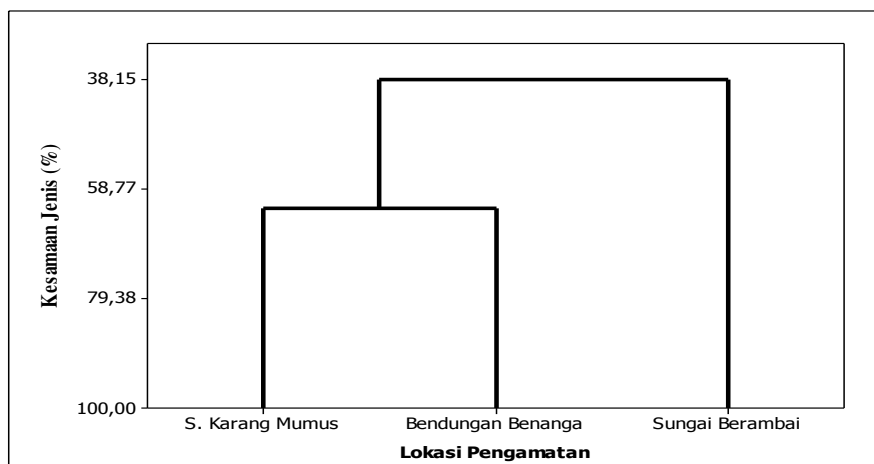 Kesamaan Jenis (%)
38,15
58,77
79,38
100,00
S. Karang Mumus
Bendungan Benanga
Sungai Berambai
Lokasi Pengamatan